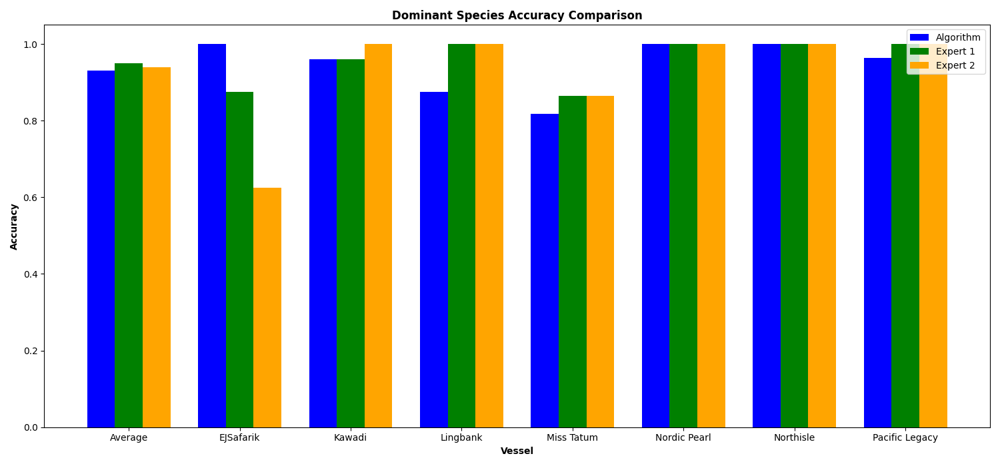 Dominant Species Accuracy Comparison
Algorithm
Expert 1
Expert 2
Accuracy
1.0
0.8
0.6
0.4
0.2
0.0
Average EJSafarik Kawadi Lingbank Miss Tatum Nordic Pearl Northisle Pacific Legacy
Vessel